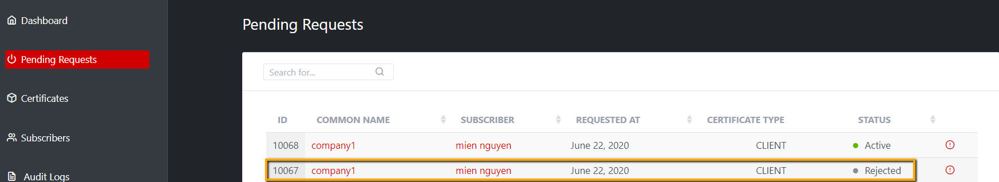 Dashboard
Pending Requests
Certificates
Subscribers
Audit Logs
Pending Requests
Search for...
ID COMMON NAME SUBSCRIBER REQUESTED AT CERTIFICATE TYPE STATUS
10068 company1 mien nguyen June 22, 2020 CLIENT Active
10067 company1 mien nguyen June 22, 2020 CLIENT Rejected